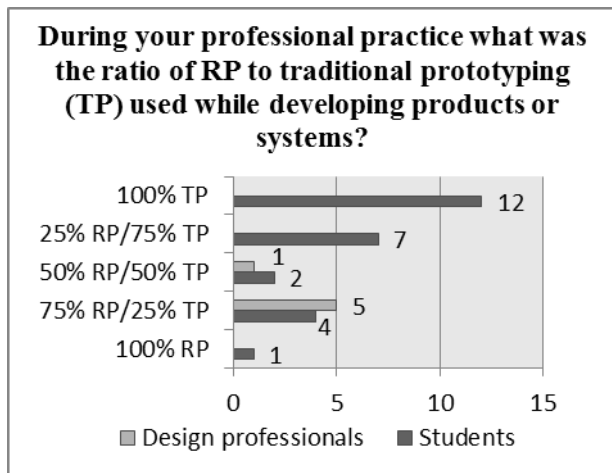 During your professional practice what was
the ratio of RP to traditional prototyping
(TP) used while developing products or
systems?
100% TP
12
25% RP/75% TP
7
1
50% RP/50% TP
2
5
75% RP/25% TP
4
100% RP
1
0 5 10 15
Design professionals Students